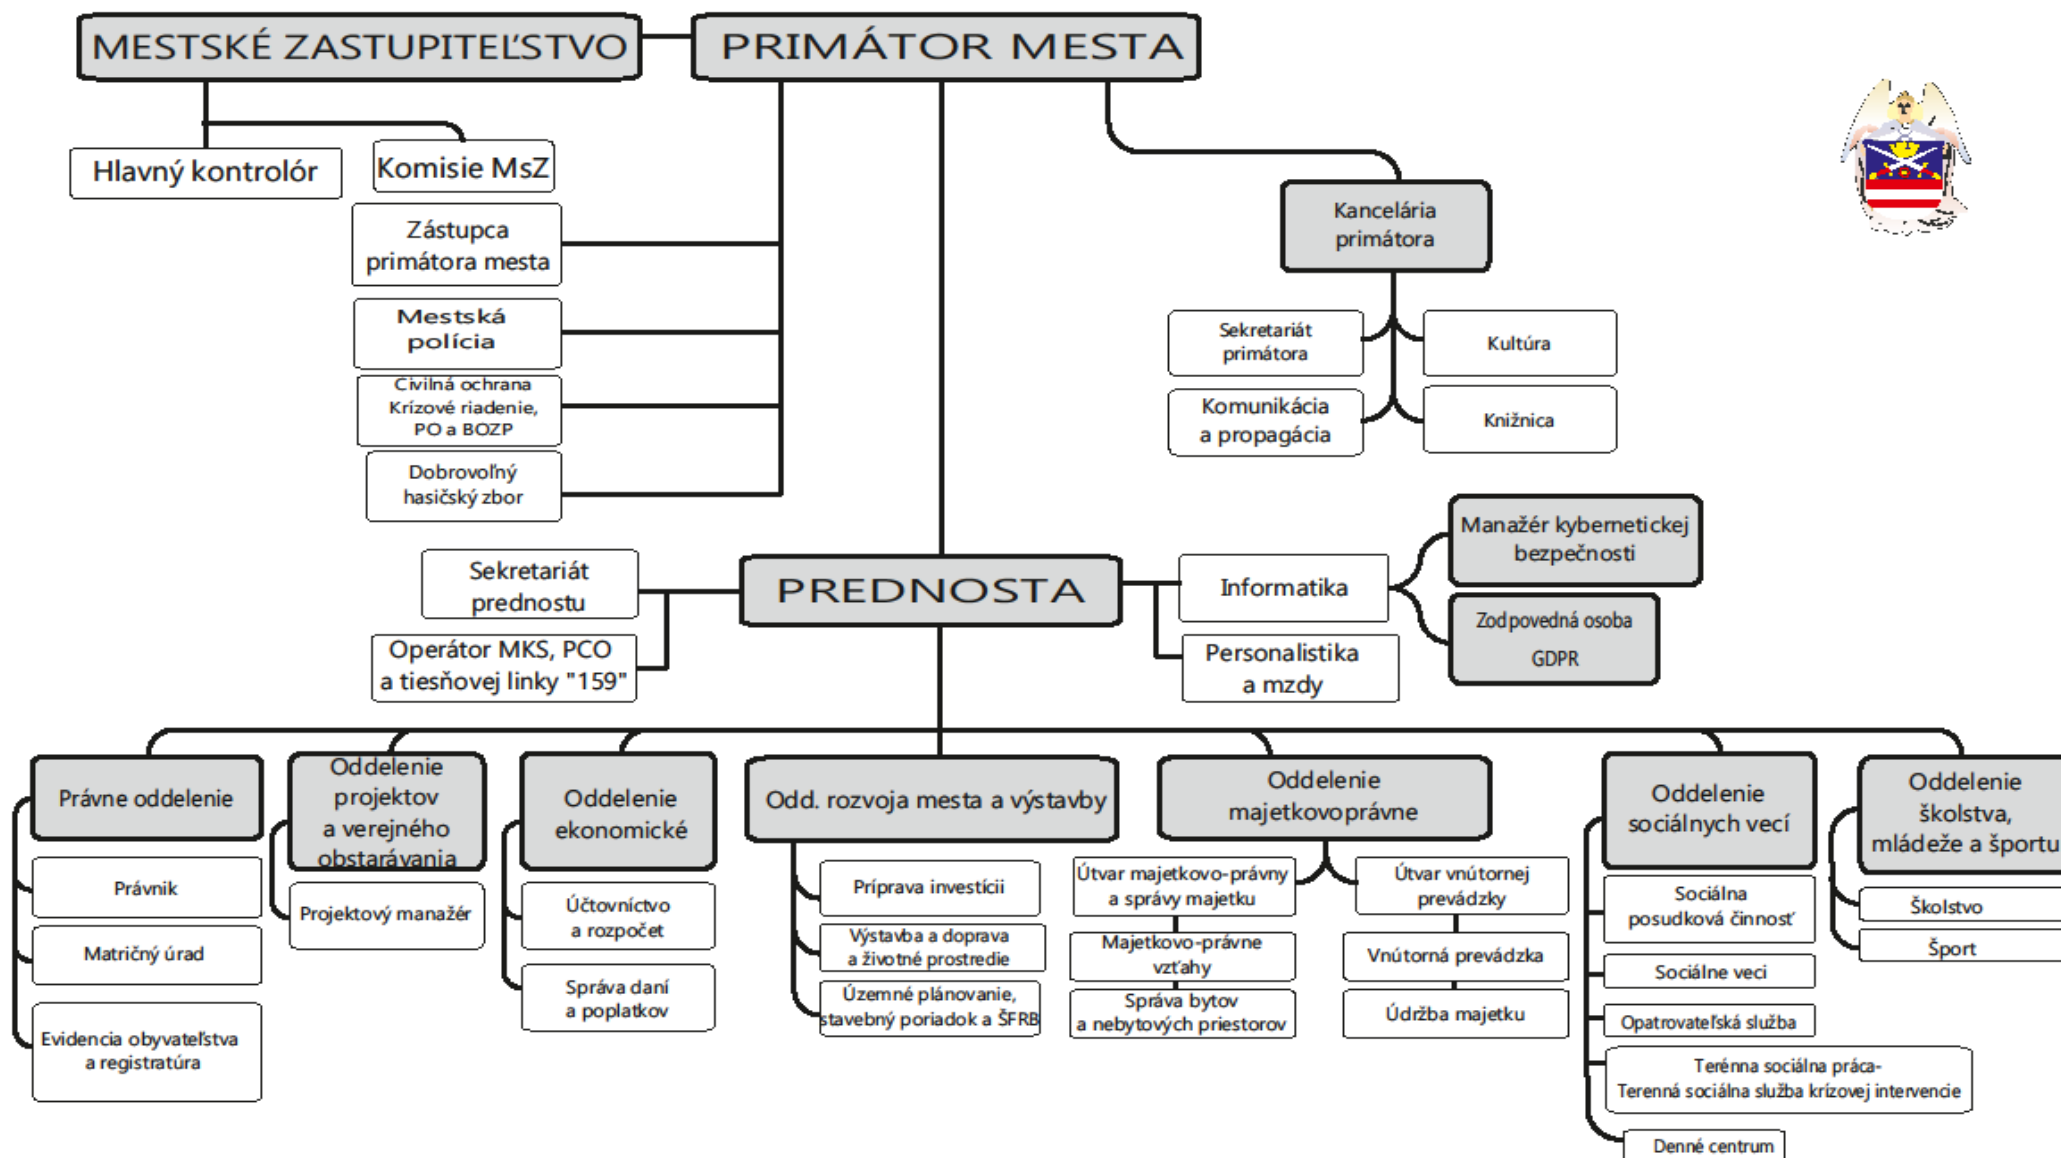 MESTSKÉ ZASTUPITEĽSTVO
PRIMÁTOR MESTA
Hlavný kontrolór
Komisie MsZ
Zástupca
primátora mesta
Mestská
polícia
Civilná ochrana
Krízové riadenie,
PO a BOZP
Dobrovoľný
hasičský zbor
Kancelária
primátora
Sekretariát
primátora
Kultúra
Komunikácia
a propagácia
Knižnica
Sekretariát
prednostu
Operátor MKS, PCO
a tiesňovej linky "159"
PREDNOSTA
Informatika
Personalistika
a mzdy
Manažér kybernetickej
bezpečnosti
Zodpovedná osoba
GDPR
Právne oddelenie
Právnik
Matričný úrad
Evidencia obyvateľstva
a registratúra
Oddelenie
projektov
a verejného
obstarávania
Projektový manažér
Oddelenie
ekonomické
Účtovníctvo
a rozpočet
Správa daní
a poplatkov
Odd. rozvoja mesta a výstavby
Príprava investícii
Výstavba a doprava
a životné prostredie
Územné plánovanie,
stavebný poriadok a ŠFRB
Oddelenie
majetkovoprávne
Útvar majetkovo-právny
a správy majetku
Majetkovo-právne
vzťahy
Správa bytov
a nebytových priestorov
Útvar vnútornej
prevádzky
Vnútorná prevádzka
Údržba majetku
Oddelenie
sociálnych vecí
Sociálna
posudková činnosť
Sociálne veci
Opatrovateľská služba
Terénna sociálna práca-
Terenná sociálna služba krízovej intervencie
Denné centrum
Oddelenie
školstva,
mládeže a športu
Školstvo
Šport